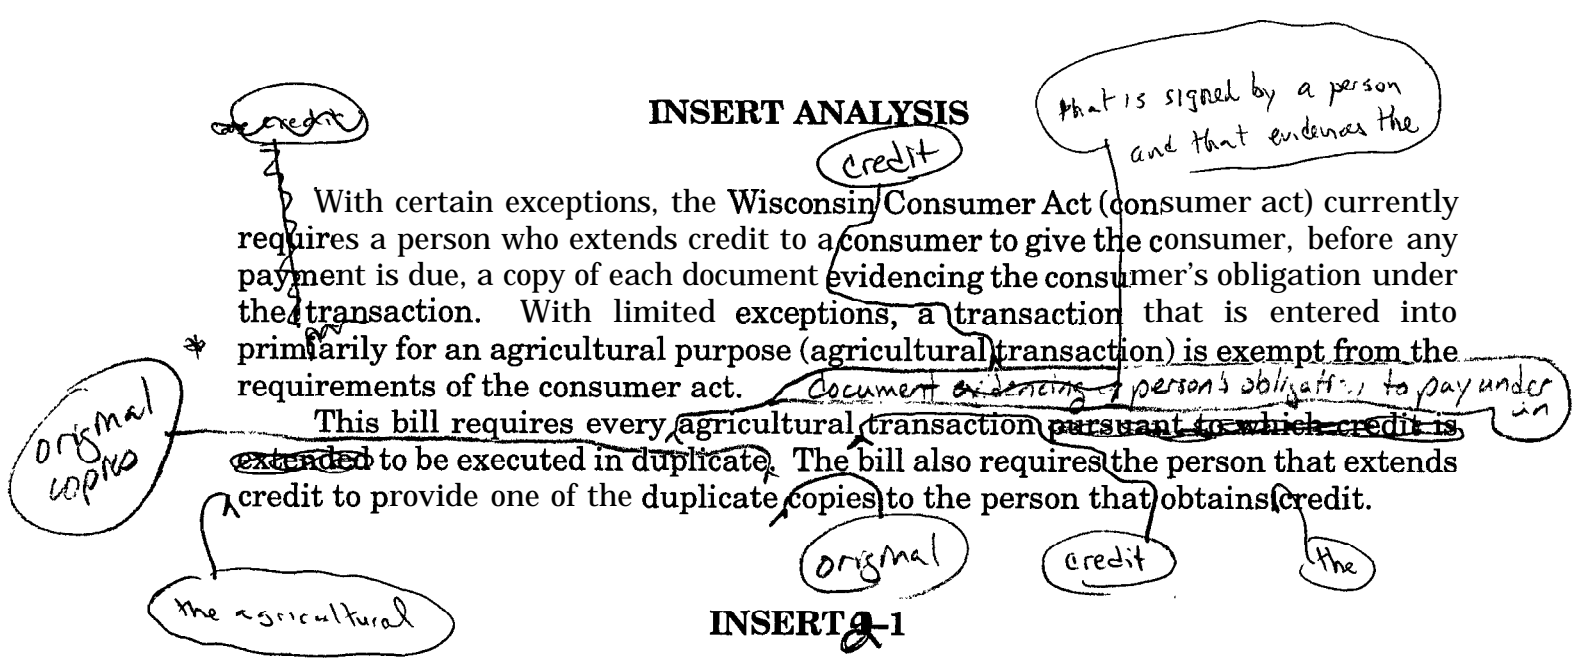 that is signed by a person
and that evidences the
credit
INSERT ANALYSIS
credit
With certain exceptions, the Wisconsin Consumer Act (consumer act) currently
requires a person who extends credit to a consumer to give the consumer, before any
payment is due, a copy of each document evidencing the consumer's obligation under
the transaction. With limited exceptions, a transaction that is entered into
primarily for an agricultural purpose (agricultural transaction) is exempt from the
requirements of the consumer act. document evidencing person's obligation to pay under
in
This bill requires every agricultural transaction pursuant to which credit is
extended to be executed in duplicate. The bill also requires the person that extends
credit to provide one of the duplicate copies to the person that obtains credit.
original
copies
original
credit
the
the agricultural
INSERT 2-1